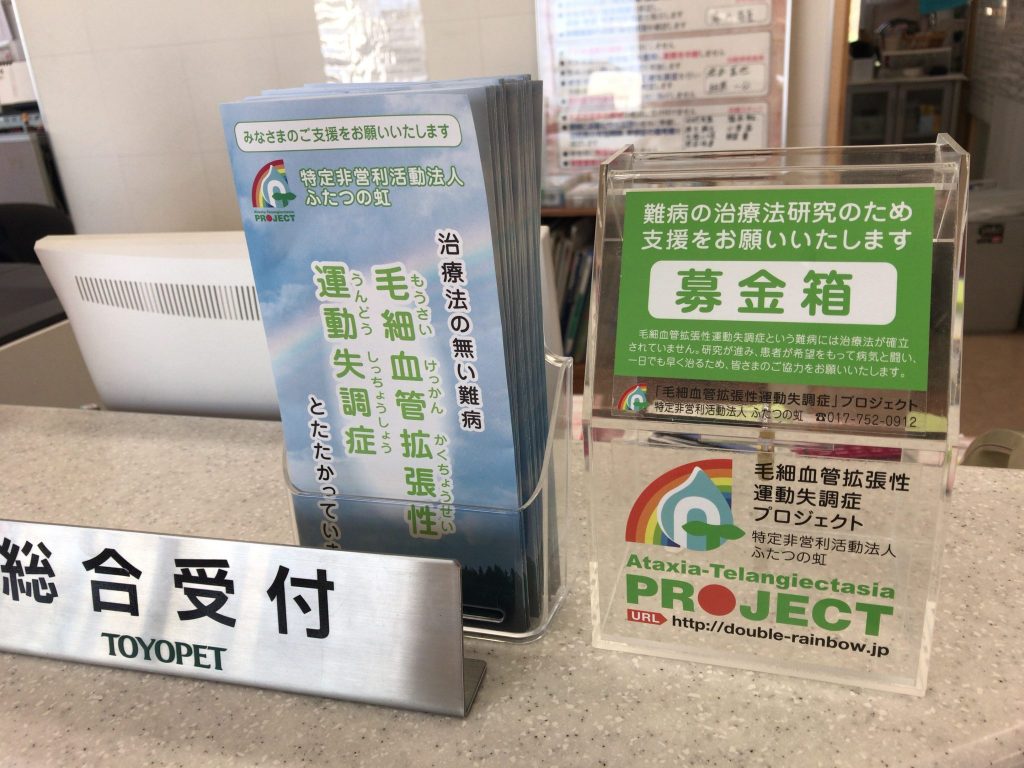 みなさまのご支援をお願いいたします
特定非営利活動法人
ふたつの虹
Ataxia-Telangiectasia
PROJECT
治療法の無い難病
毛細血管拡張性
もうさい けっかん かくちょうせい
運動失調症
うんどう しっちょうしょう
とたたかってい
難病の治療法研究のため
支援をお願いいたします
募金箱
毛細血管拡張性運動失調症という難病には治療法が確立
されていません。研究が進み、患者が希望をもって病気と闘い、
一日でも早く治るため、皆さまのご協力をお願いいたします。
「毛細血管拡張性運動失調症」プロジェクト
特定非営利活動法人 ふたつの虹 ☎017-752-0912
毛細血管拡張性
運動失調症
プロジェクト
特定非営利活動法人
ふたつの虹
Ataxia-Telangiectasia
PROJECT
URL http://double-rainbow.jp
総合受付
TOYOPET